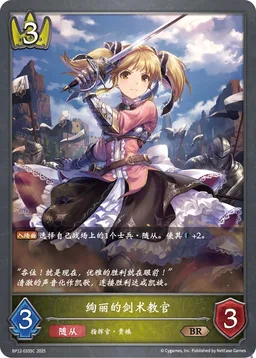 3
入场曲 选择自己战场上的1个士兵·随从。使其+2。
“各位！就是现在，优雅的胜利就在眼前！”
清澈的声音化作凯歌，连接胜利达成凯旋。
绚丽的剑术教官
3
随从
指挥官·贵族
BR
3
BP12-035SC 2025
© Cygames, Inc. Published by NetEase Games